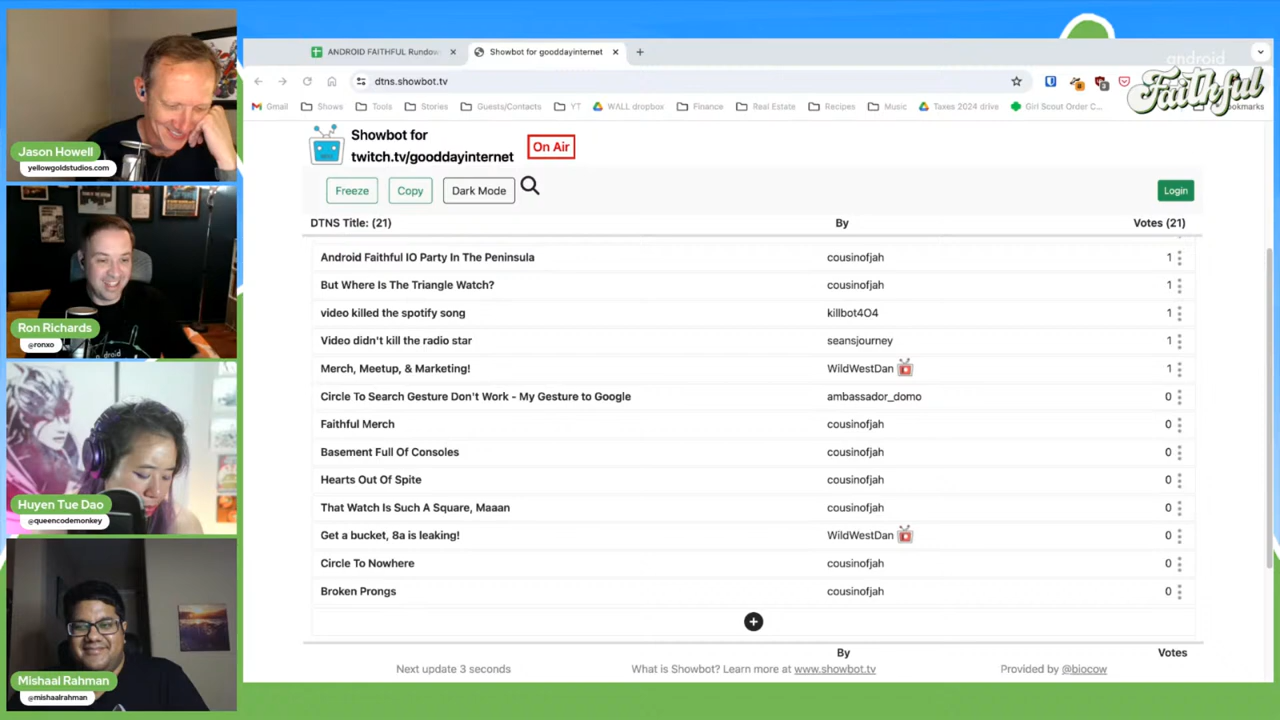 Jason Howell
yellowgoldstudios.com
Ron Richards
@ronxo
Huyen Tue Dao
@queencodemonkey
Mishaal Rahman
@mishaalrahman
ANDROID FAITHFUL Rundow
Showbot for gooddayinternet
dtns.showbot.tv
Gmail
Shows
Tools
Stories
Guests/Contacts
YT
WALL dropbox
Finance
Real Estate
Recipes
Music
Taxes 2024 drive
Girl Scout Order C...
android
Faithful
Showbot for
twitch.tv/gooddayinternet
On Air
Freeze
Copy
Dark Mode
Login
DTNS Title: (21) By Votes (21)
Android Faithful IO Party In The Peninsula cousinofjah 1
But Where Is The Triangle Watch? cousinofjah 1
video killed the spotify song killbot4O4 1
Video didn't kill the radio star seansjourney 1
Merch, Meetup, & Marketing! WildWestDan 1
Circle To Search Gesture Don't Work - My Gesture to Google ambassador_domo 0
Faithful Merch cousinofjah 0
Basement Full Of Consoles cousinofjah 0
Hearts Out Of Spite cousinofjah 0
That Watch Is Such A Square, Maaan cousinofjah 0
Get a bucket, 8a is leaking! WildWestDan 0
Circle To Nowhere cousinofjah 0
Broken Prongs cousinofjah 0
By Votes
Next update 3 seconds
What is Showbot? Learn more at www.showbot.tv
Provided by @biocow